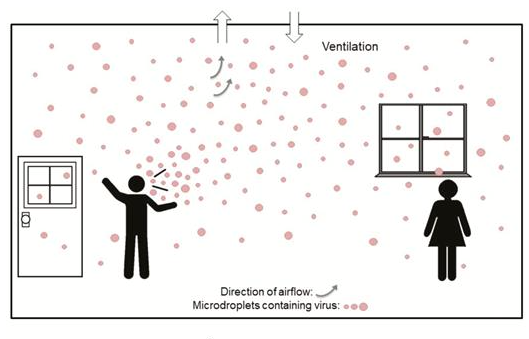 Ventilation
Direction of airflow:
Microdroplets containing virus: